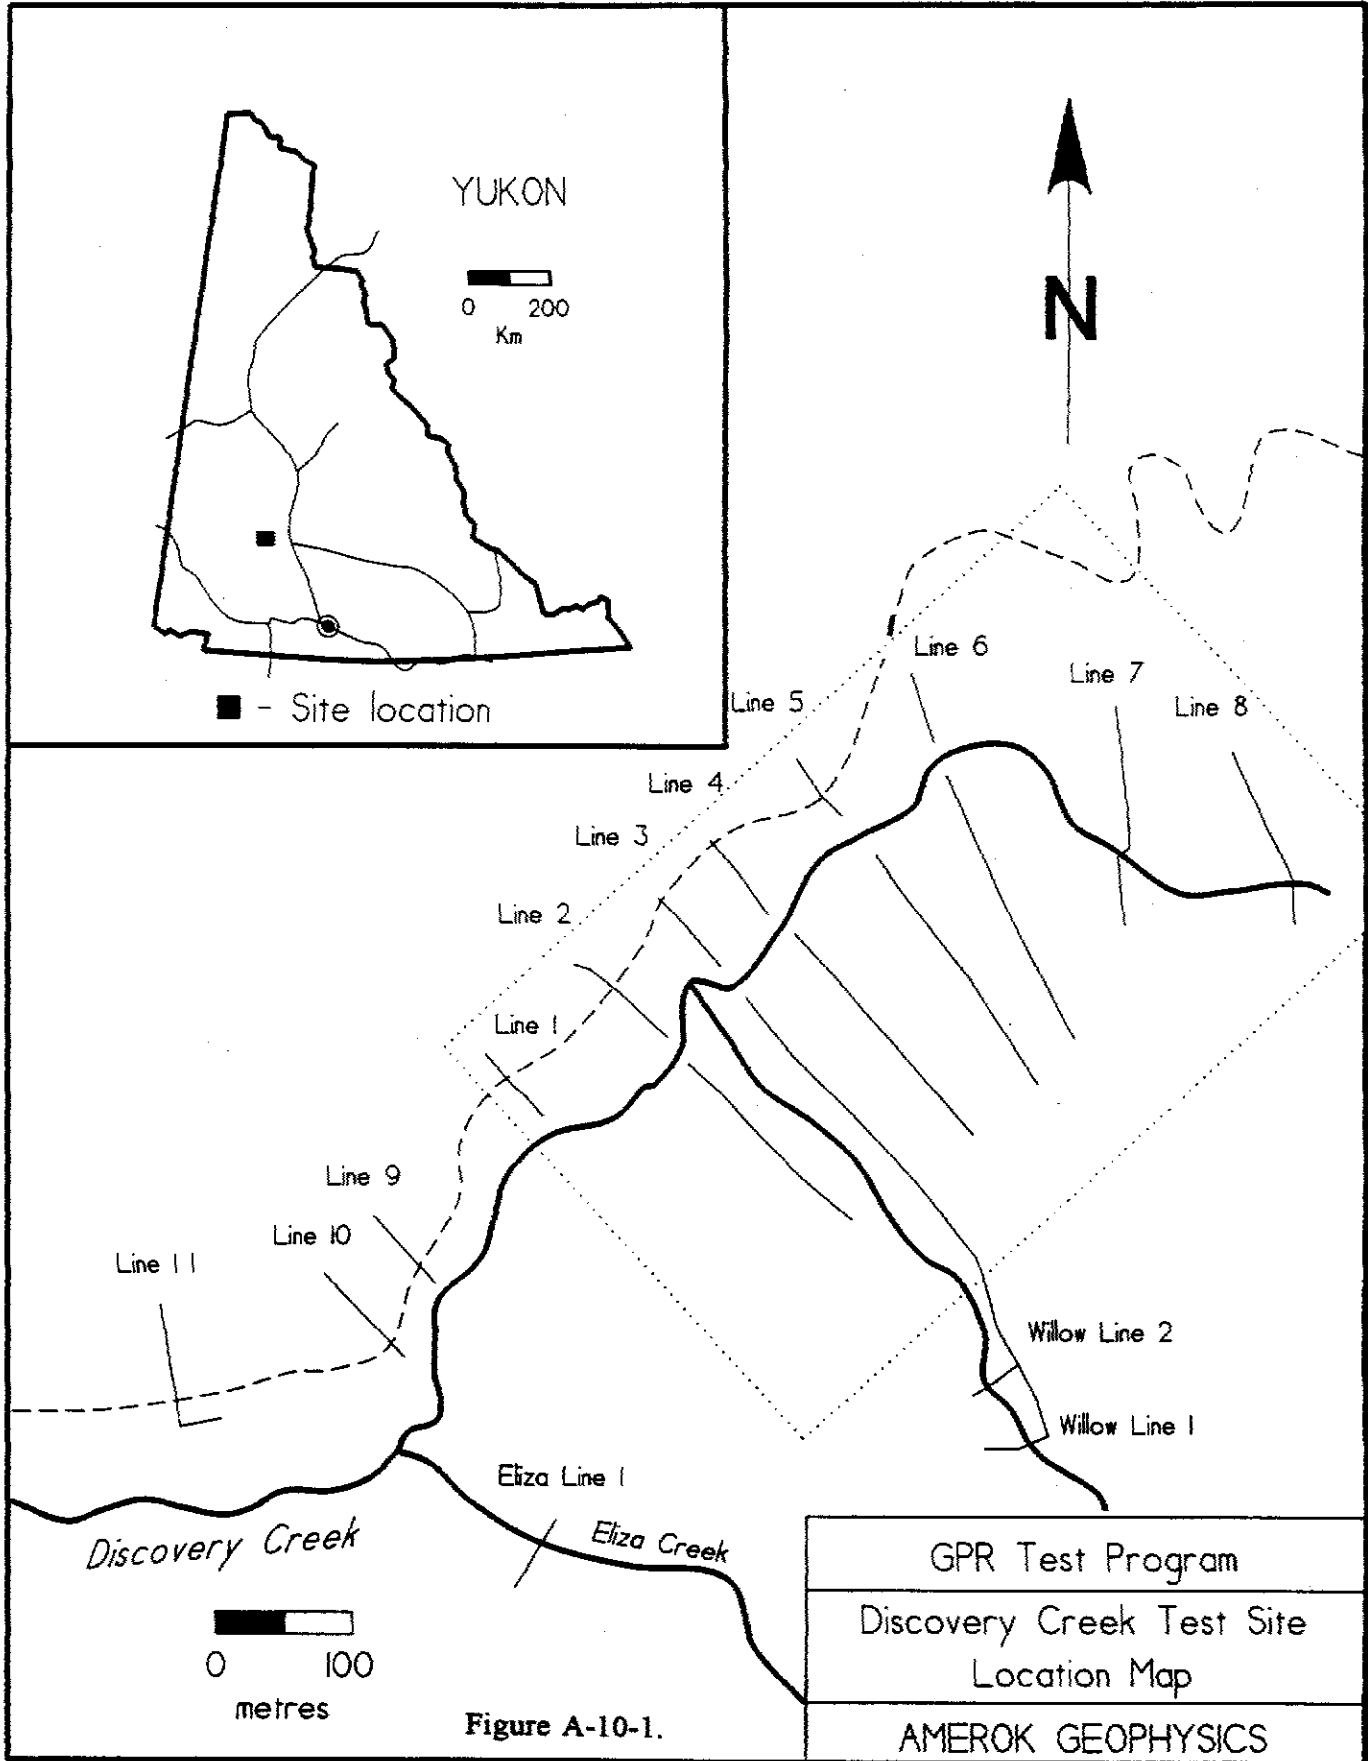 YUKON
0 200
Km
- Site location
N
Line 6
Line 7
Line 5
Line 8
Line 4
Line 3
Line 2
Line 1
Line 9
Line 10
Line 11
Willow Line 2
Willow Line 1
Eliza Line 1
Eliza Creek
Discovery Creek
0 100
metres
Figure A-10-1.
GPR Test Program
Discovery Creek Test Site
Location Map
AMEROK GEOPHYSICS